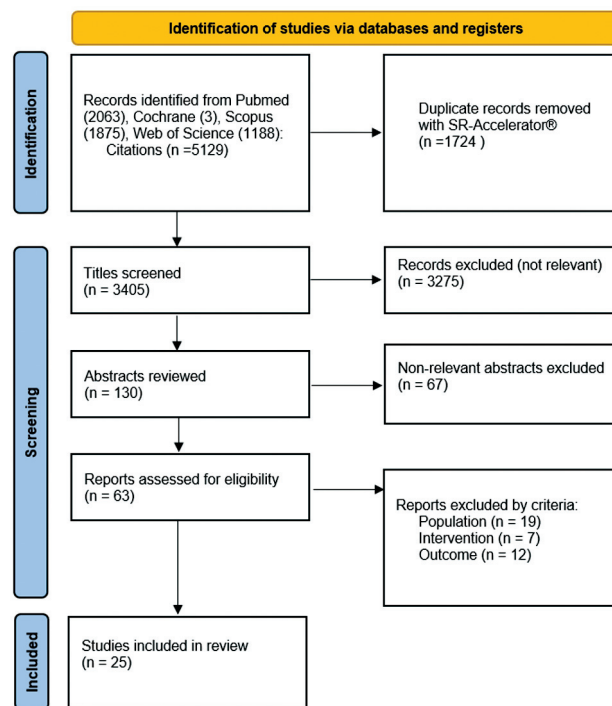 Identification of studies via databases and registers
Identification
Records identified from Pubmed
(2063), Cochrane (3), Scopus
(1875), Web of Science (1188):
Citations (n =5129)
Duplicate records removed
with SR-Accelerator®
(n =1724 )
Screening
Titles screened
(n = 3405)
Records excluded (not relevant)
(n = 3275)
Abstracts reviewed
(n = 130)
Non-relevant abstracts excluded
(n = 67)
Reports assessed for eligibility
(n = 63)
Reports excluded by criteria:
Population (n = 19)
Intervention (n = 7)
Outcome (n = 12)
Included
Studies included in review
(n = 25)